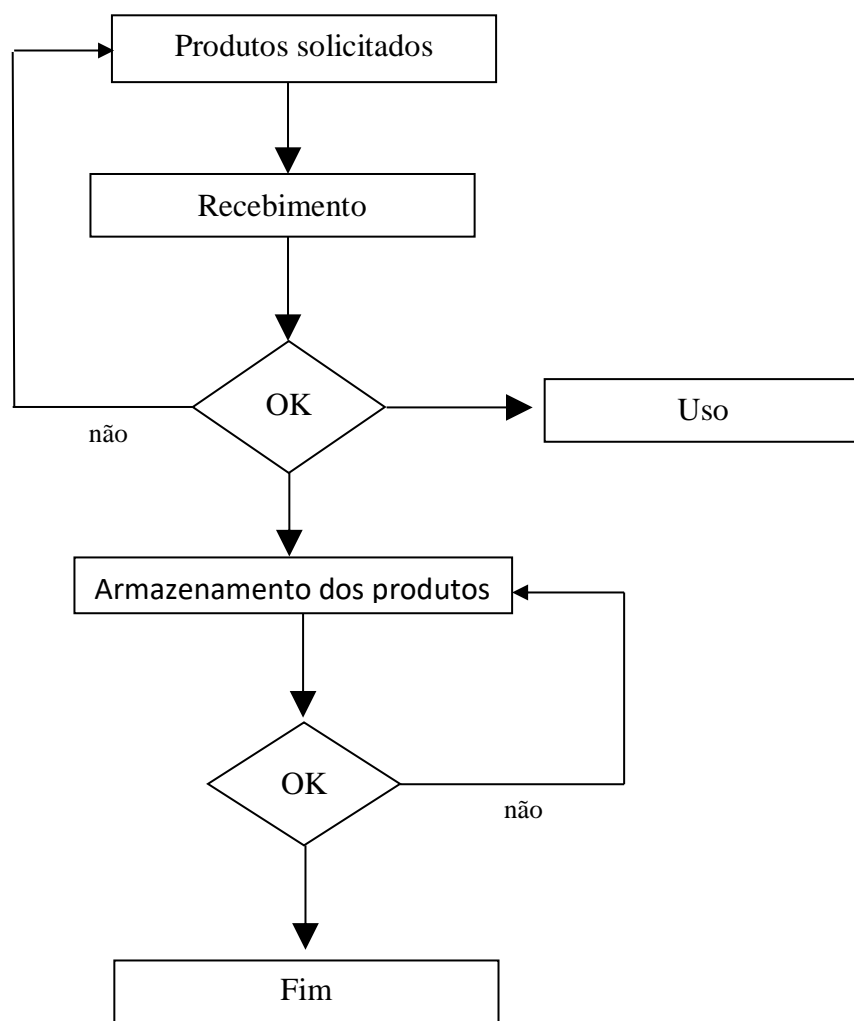 Produtos solicitados
Recebimento
OK
Uso
não
Armazenamento dos produtos
OK
não
Fim